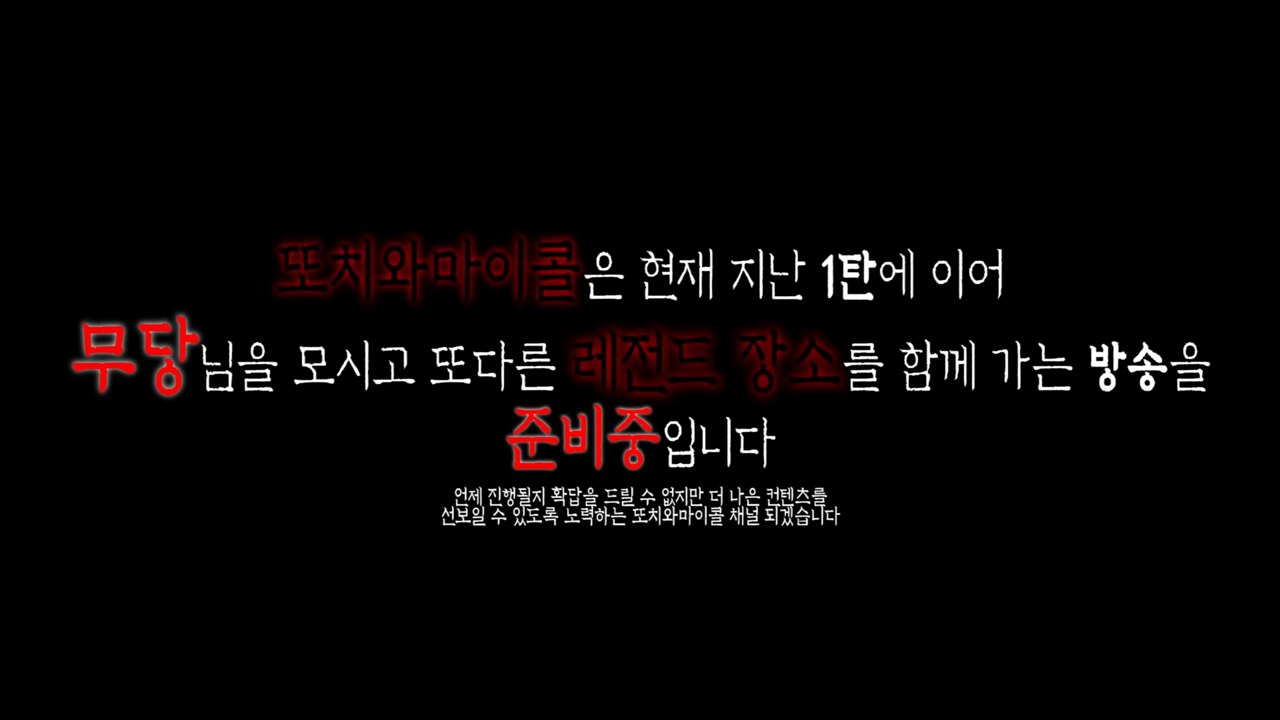 또치와마이콜은 현재 지난 1탄에 이어
무당님을 모시고 또다른 레전드 장소를 함께 가는 방송을
준비중입니다
언제 진행될지 확답을 드릴 수 없지만 더 나은 컨텐츠를
선보일 수 있도록 노력하는 또치와마이콜 채널 되겠습니다